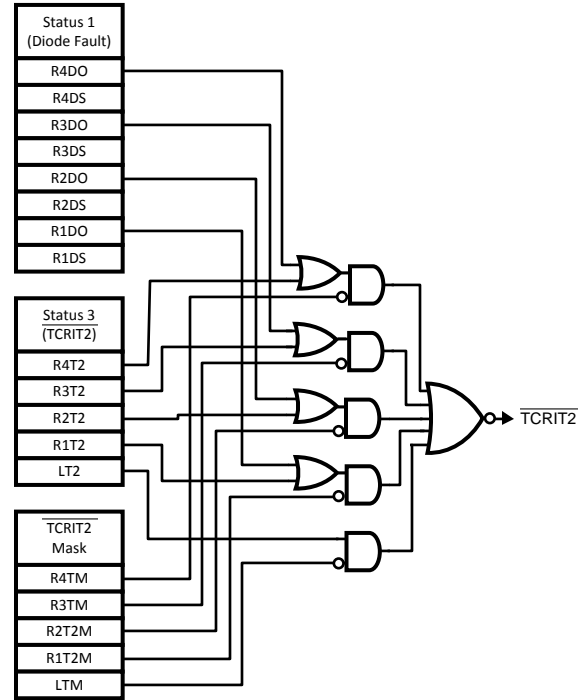 Status 1
(Diode Fault)
R4DO
R4DS
R3DO
R3DS
R2DO
R2DS
R1DO
R1DS
Status 3
(TCRIT2)
R4T2
R3T2
R2T2
R1T2
LT2
TCRIT2
Mask
R4TM
R3TM
R2T2M
R1T2M
LTM
TCRIT2